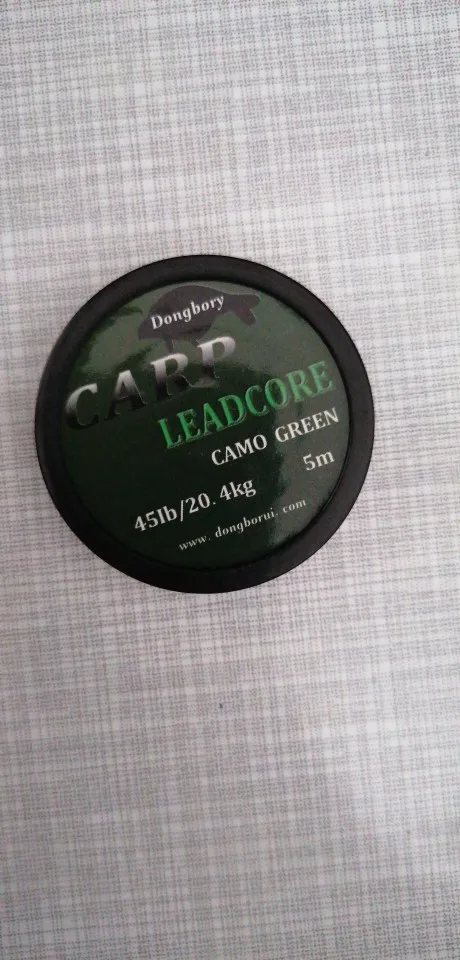 Dongbory
CARP
LEADCORE
CAMO GREEN
5m
45lb/20.4kg
www.dongborui.com